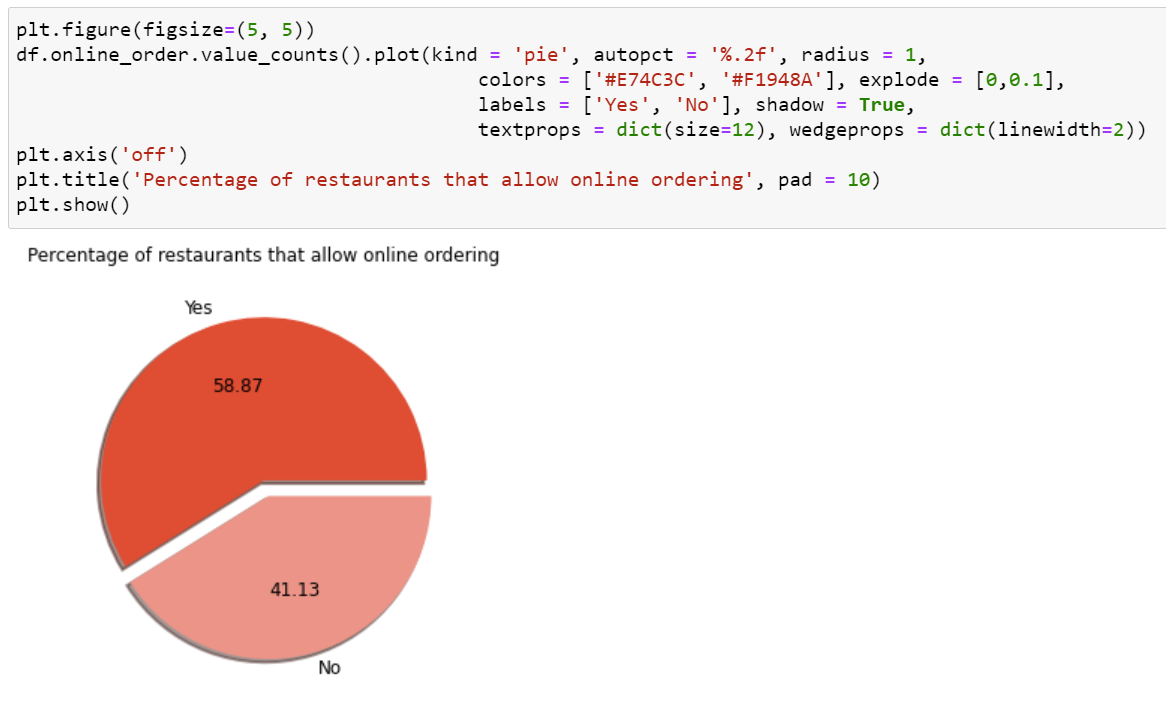 plt.figure(figsize=(5, 5))
df.online_order.value_counts().plot(kind = 'pie', autopct = '%.2f', radius = 1,
colors = ['#E74C3C', '#F1948A'], explode = [0,0.1],
labels = ['Yes', 'No'], shadow = True,
textprops = dict(size=12), wedgeprops = dict(linewidth=2))
plt.axis('off')
plt.title('Percentage of restaurants that allow online ordering', pad = 10)
plt.show()
Percentage of restaurants that allow online ordering
Yes
58.87
41.13
No